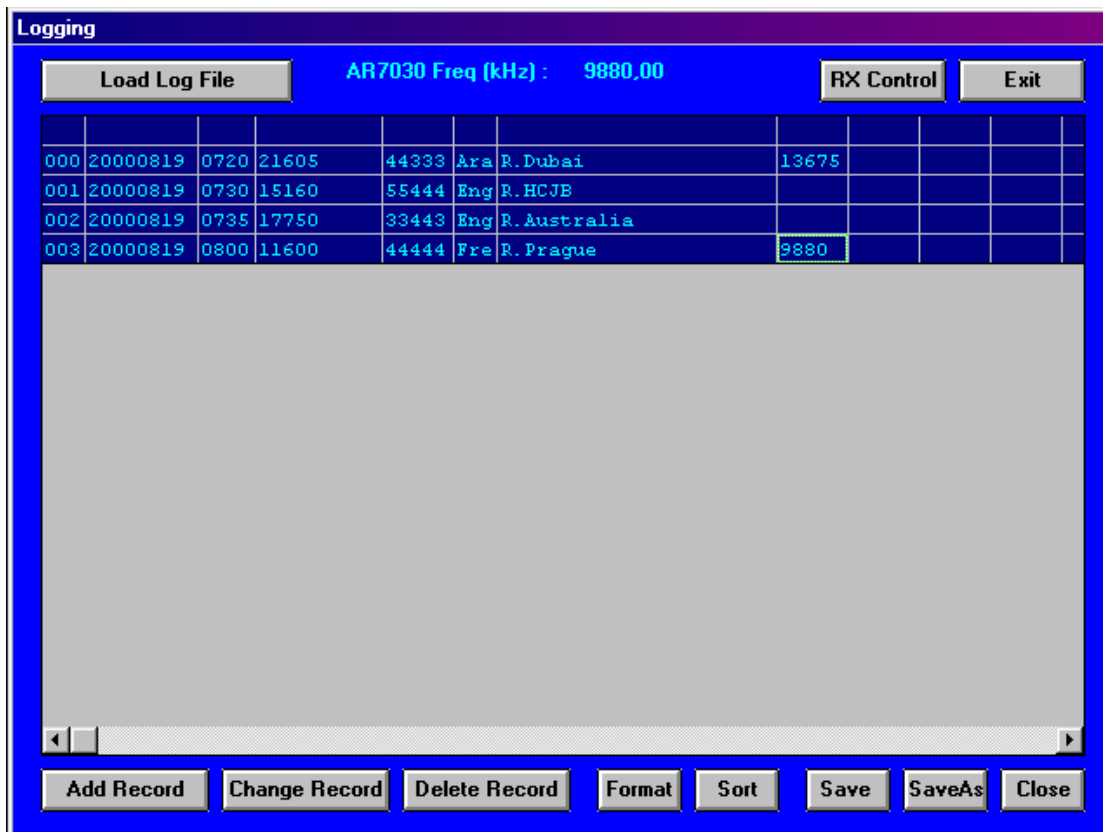 Logging
Load Log File AR7030 Freq (kHz) : 9880,00 RX Control Exit
000 20000819 0720 21605 44333 Ara R.Dubai 13675
001 20000819 0730 15160 55444 Eng R.HCJB
002 20000819 0735 17750 33443 Eng R.Australia
003 20000819 0800 11600 44444 Fre R.Prague 9880
Add Record Change Record Delete Record Format Sort Save SaveAs Close